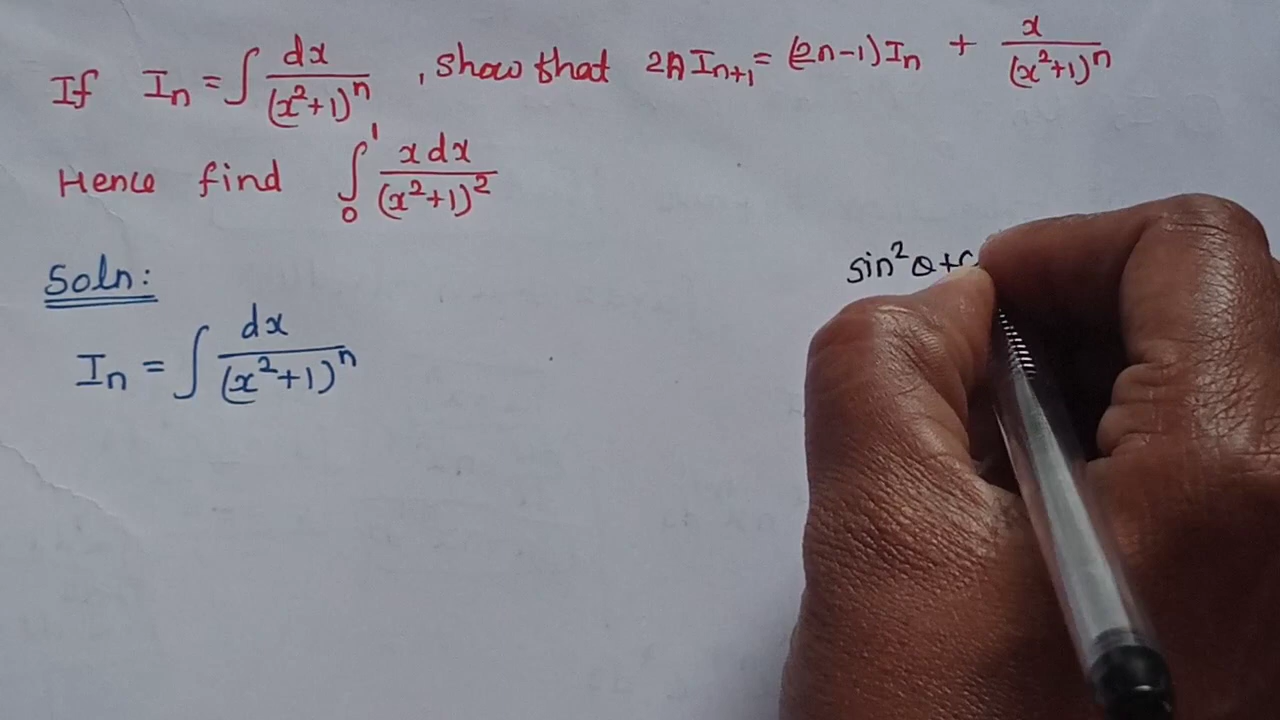 If Iₙ = ∫ dx/(x²+1)ⁿ , show that 2n Iₙ₊₁ = (2n-1)Iₙ + x/(x²+1)ⁿ
Hence find ∫₀¹ x dx/(x²+1)²
Soln:
sin²θ+
Iₙ = ∫ dx/(x²+1)ⁿ